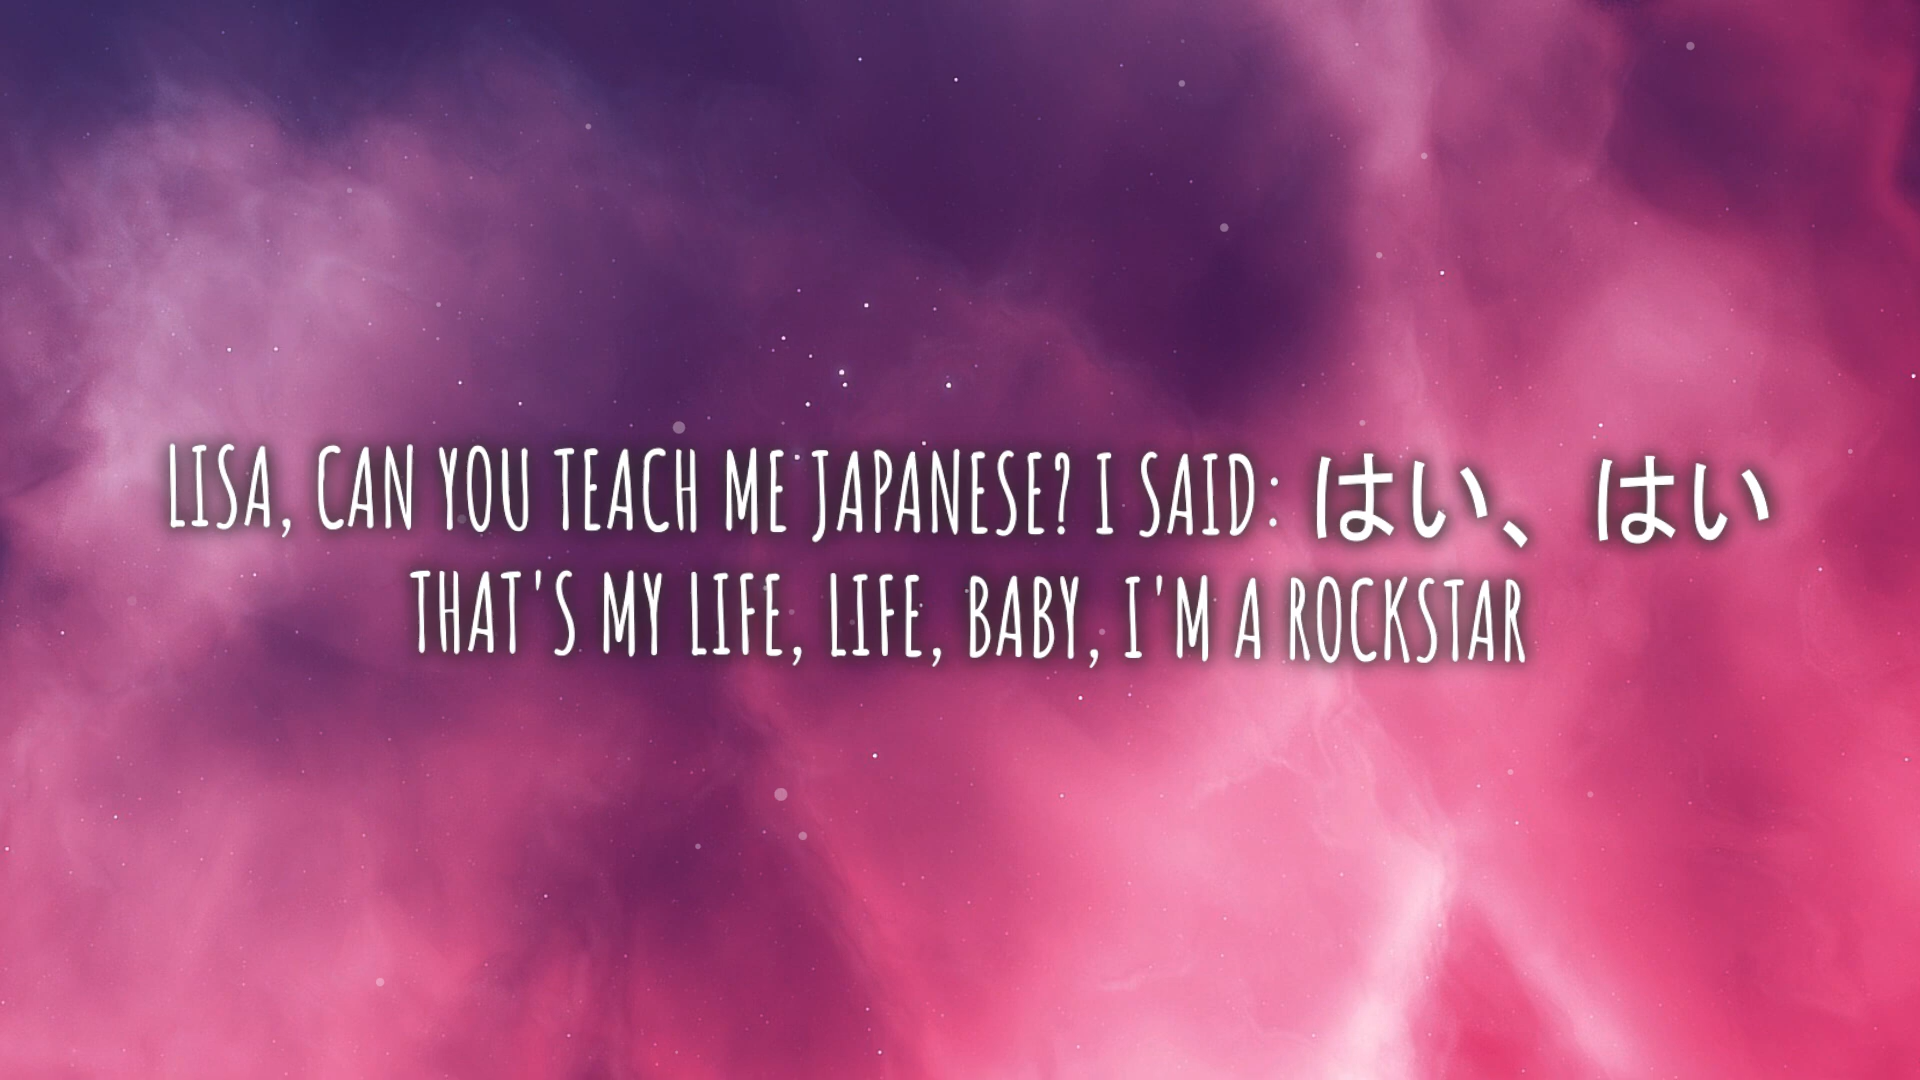 LISA, CAN YOU TEACH ME JAPANESE? I SAID: はい、はい
THAT'S MY LIFE, LIFE, BABY, I'M A ROCKSTAR